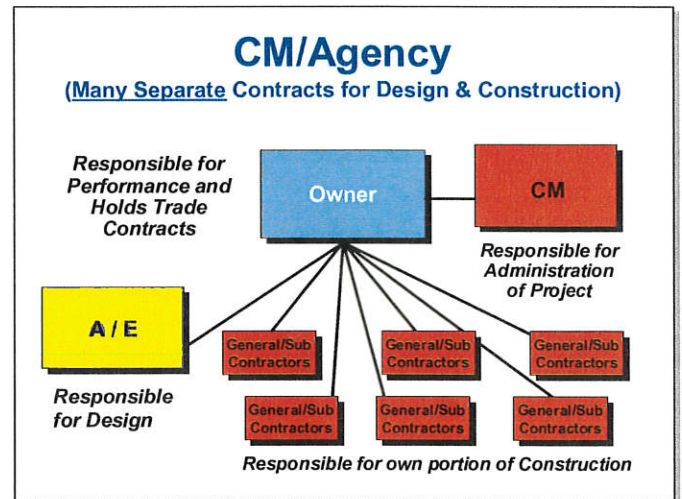 CM/Agency
(Many Separate Contracts for Design & Construction)
Responsible for
Performance and
Holds Trade
Contracts
Owner
CM
Responsible for
Administration
of Project
A / E
Responsible
for Design
General/Sub
Contractors
General/Sub
Contractors
General/Sub
Contractors
General/Sub
Contractors
General/Sub
Contractors
General/Sub
Contractors
Responsible for own portion of Construction